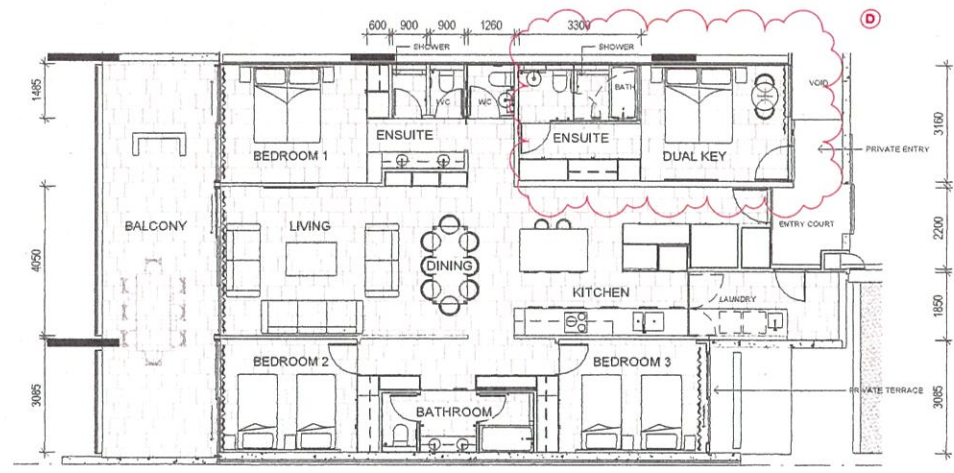 600 900 900 1260 3300
D
SHOWER SHOWER
1485
WC WC
BATH
VOID
ENSUITE ENSUITE
BEDROOM 1 DUAL KEY
3160
PRIVATE ENTRY
BALCONY LIVING
ENTRY COURT
2200
4050
DINING
KITCHEN
LAUNDRY
1850
BEDROOM 2 BEDROOM 3
PRIVATE TERRACE
BATHROOM
3085 3085